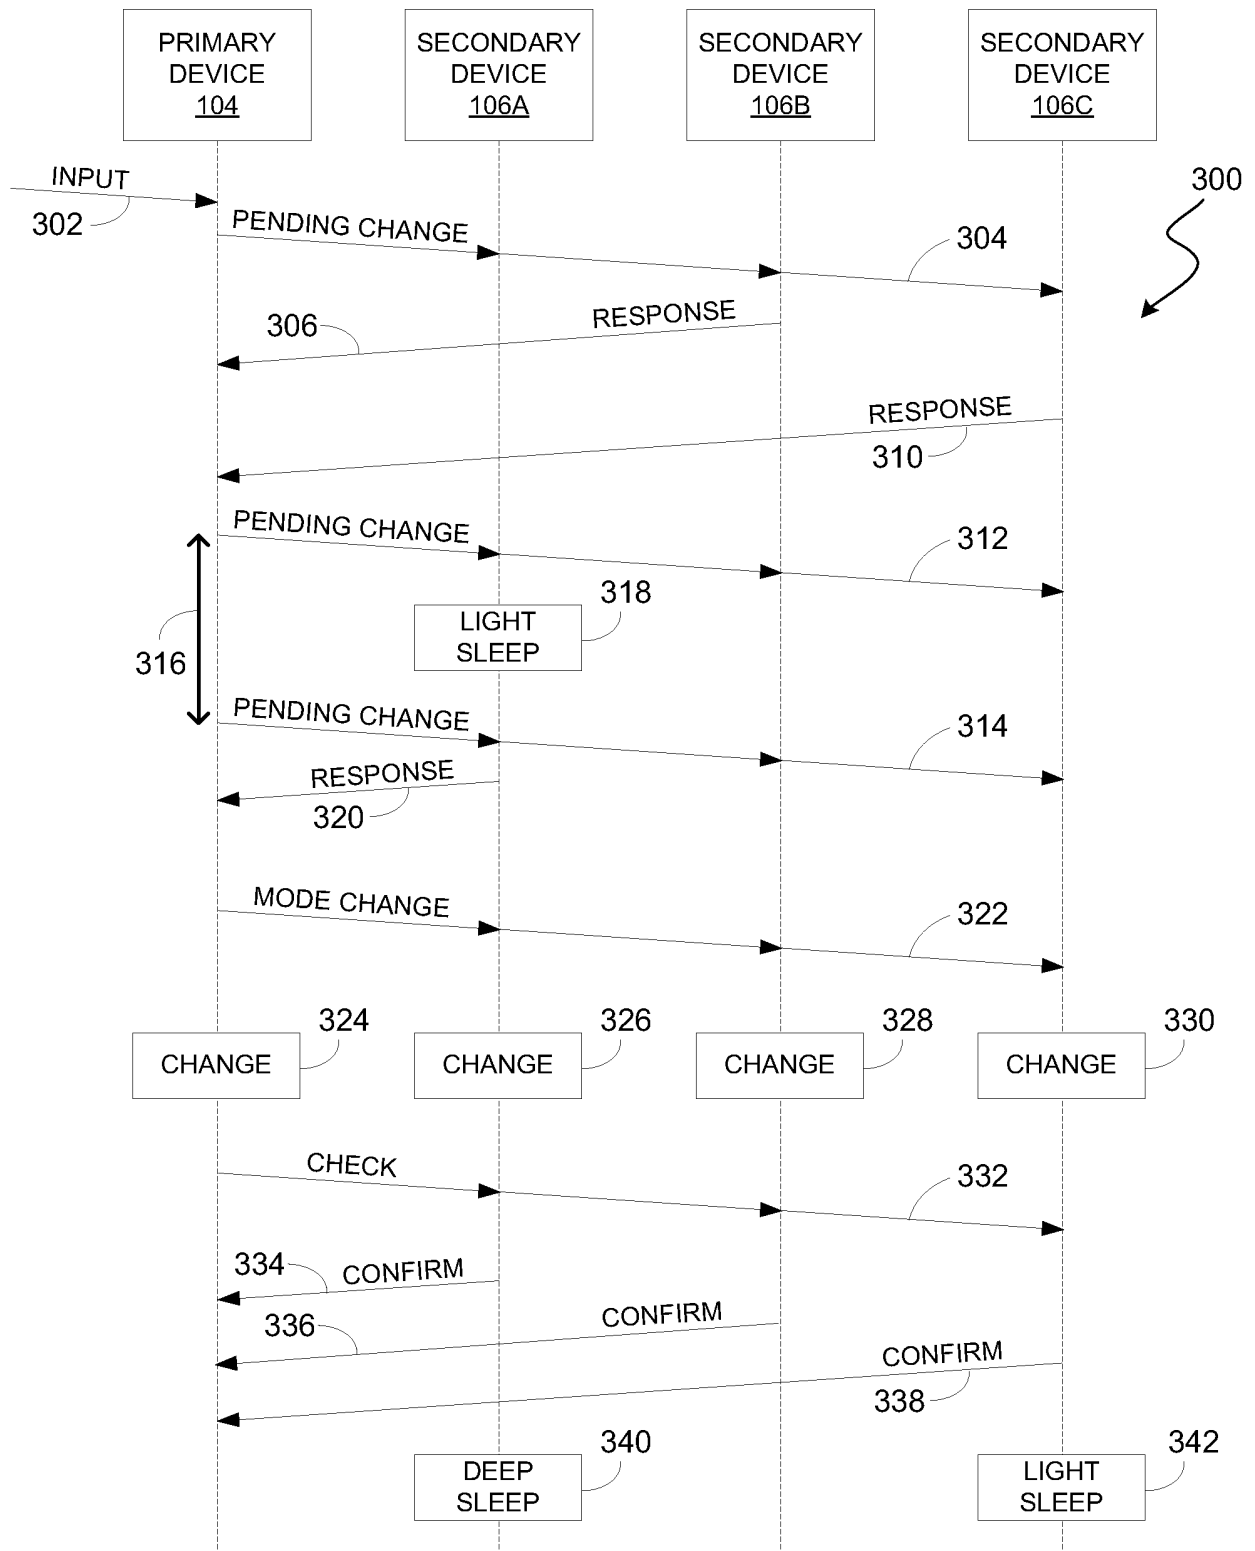 PRIMARY
DEVICE
104
SECONDARY
DEVICE
106A
SECONDARY
DEVICE
106B
SECONDARY
DEVICE
106C
INPUT
302
300
PENDING CHANGE
304
306
RESPONSE
RESPONSE
310
PENDING CHANGE
312
316
LIGHT
SLEEP
318
PENDING CHANGE
314
RESPONSE
320
MODE CHANGE
322
CHANGE
324
CHANGE
326
CHANGE
328
CHANGE
330
CHECK
332
334
CONFIRM
336
CONFIRM
CONFIRM
338
DEEP
SLEEP
340
LIGHT
SLEEP
342